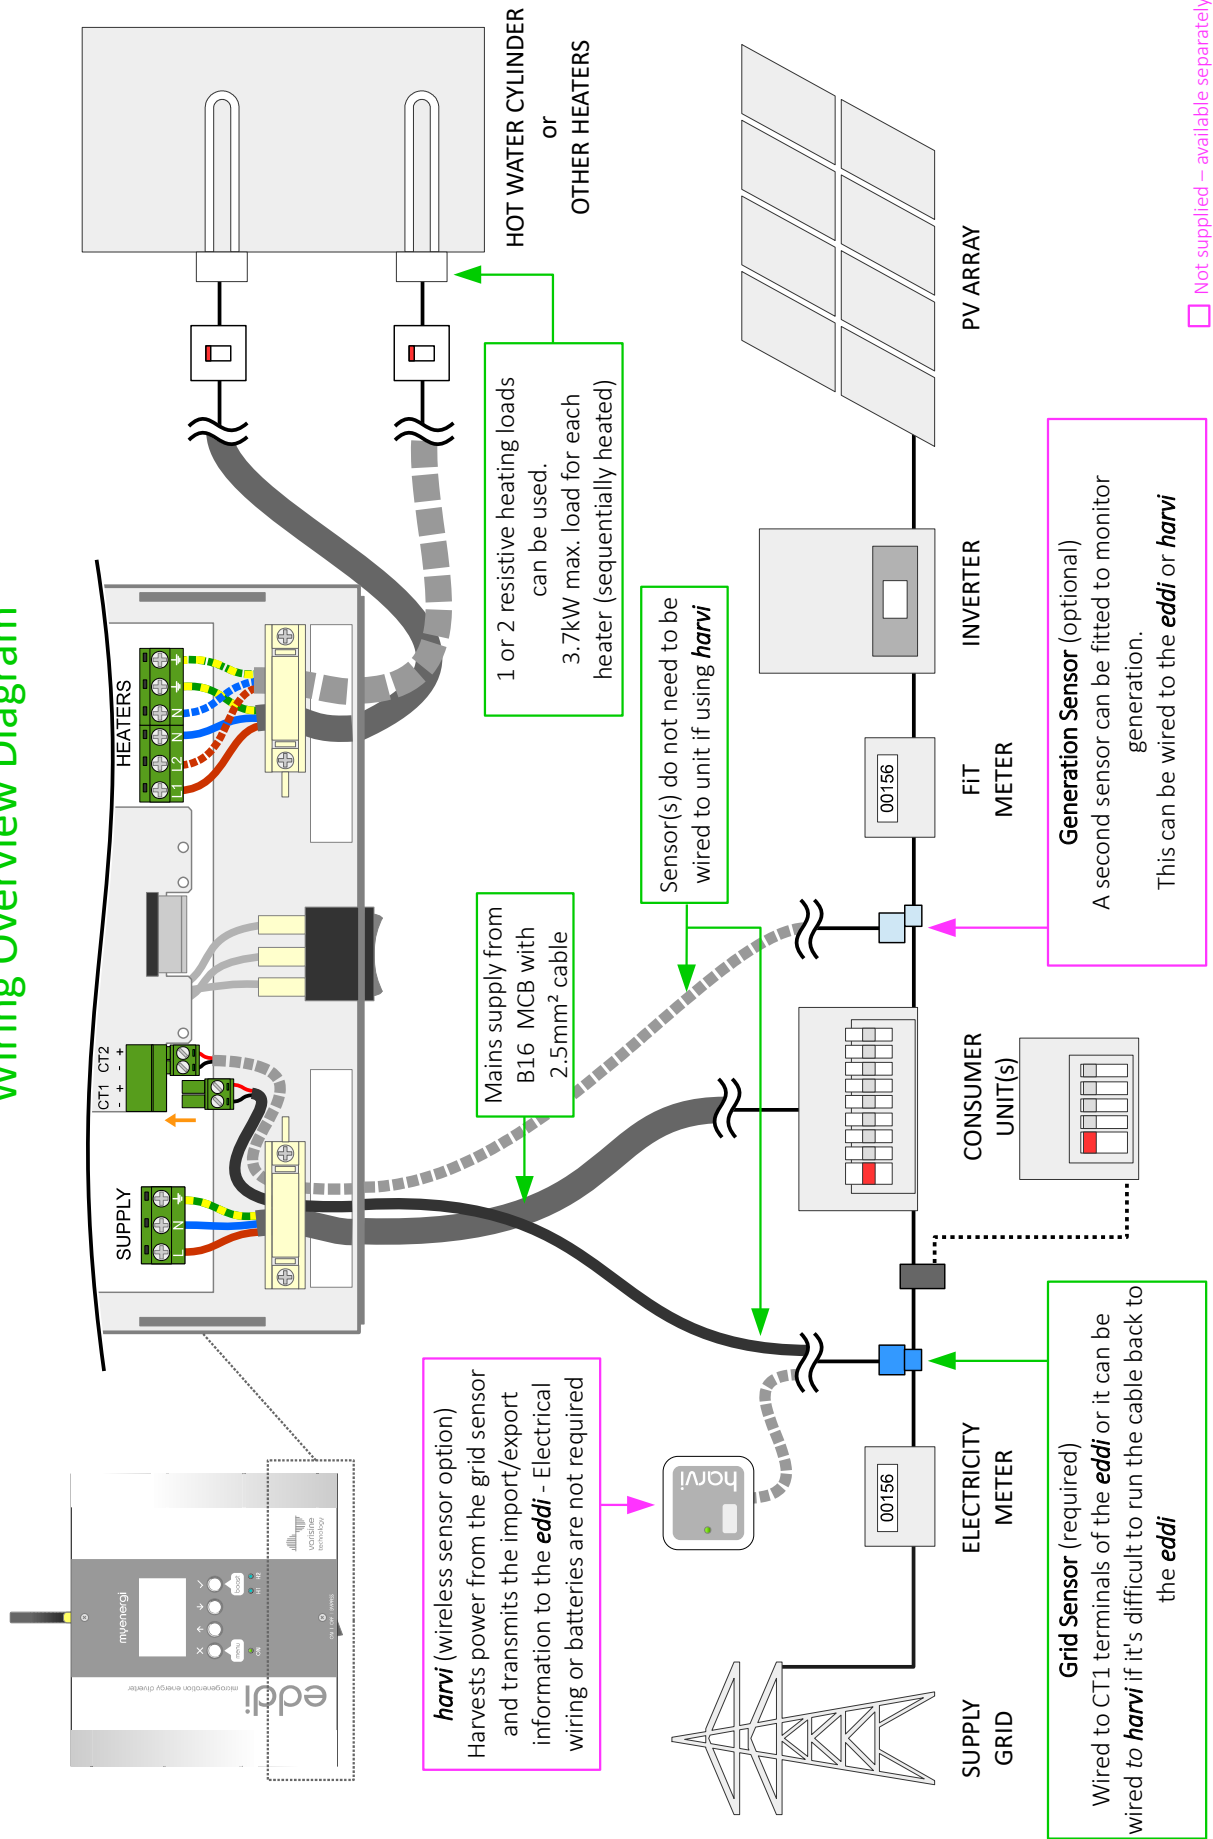 Wiring Overview Diagram
eddi
microgeneration energy diverter
myenergi
menu
boost
ON
H1
H2
varisine
technology
SUPPLY
L N
CT1 CT2
- + - +
HEATERS
L1 L2 N N
HOT WATER CYLINDER
or
OTHER HEATERS
harvi (wireless sensor option)
Harvests power from the grid sensor
and transmits the import/export
information to the eddi - Electrical
wiring or batteries are not required
Mains supply from
B16 MCB with
2.5mm² cable
1 or 2 resistive heating loads
can be used.
3.7kW max. load for each
heater (sequentially heated)
Sensor(s) do not need to be
wired to unit if using harvi
harvi
00156
00156
SUPPLY
GRID
ELECTRICITY
METER
CONSUMER
UNIT(s)
FiT
METER
INVERTER
PV ARRAY
Grid Sensor (required)
Wired to CT1 terminals of the eddi or it can be
wired to harvi if it's difficult to run the cable back to
the eddi
Generation Sensor (optional)
A second sensor can be fitted to monitor
generation.
This can be wired to the eddi or harvi
Not supplied – available separately